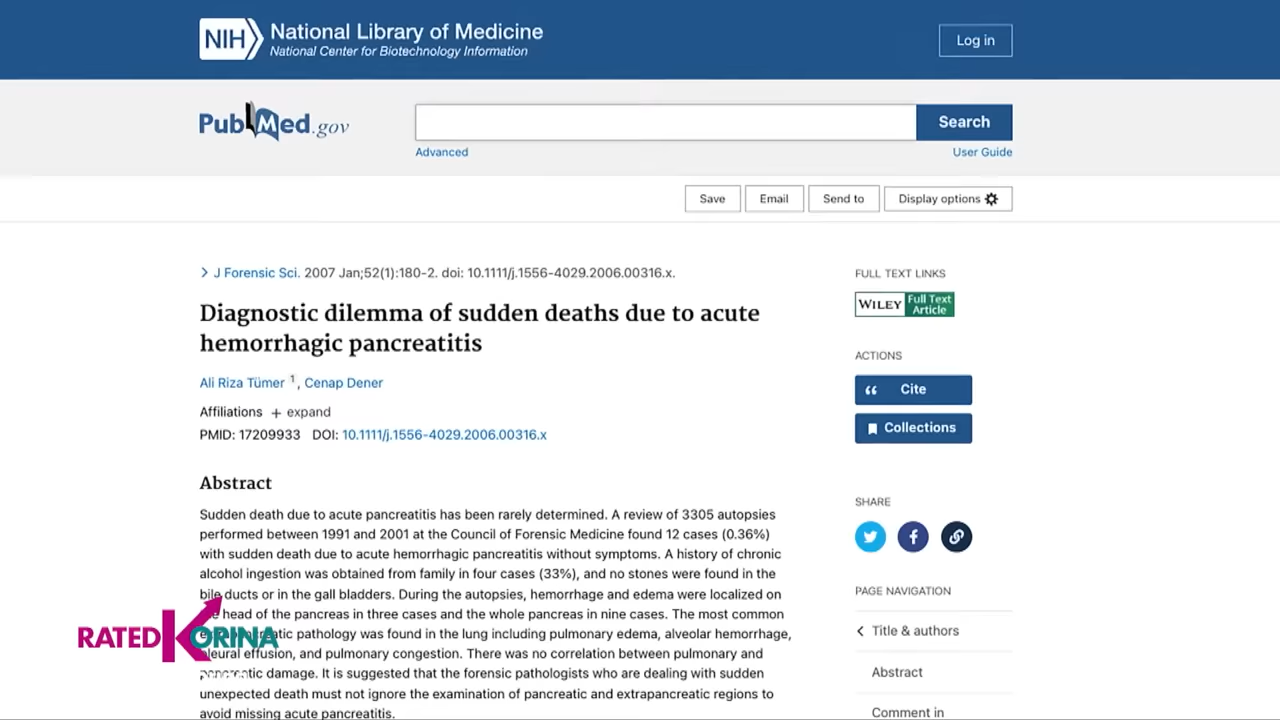 NIH National Library of Medicine
National Center for Biotechnology Information
Log in
PubMed.gov
Search
Advanced
User Guide
Save
Email
Send to
Display options
J Forensic Sci. 2007 Jan;52(1):180-2. doi: 10.1111/j.1556-4029.2006.00316.x.
Diagnostic dilemma of sudden deaths due to acute
hemorrhagic pancreatitis
Ali Riza Tümer 1, Cenap Dener
Affiliations + expand
PMID: 17209933 DOI: 10.1111/j.1556-4029.2006.00316.x
Abstract
Sudden death due to acute pancreatitis has been rarely determined. A review of 3305 autopsies
performed between 1991 and 2001 at the Council of Forensic Medicine found 12 cases (0.36%)
with sudden death due to acute hemorrhagic pancreatitis without symptoms. A history of chronic
alcohol ingestion was obtained from family in four cases (33%), and no stones were found in the
bile ducts or in the gall bladders. During the autopsies, hemorrhage and edema were localized on
head of the pancreas in three cases and the whole pancreas in nine cases. The most common
pathology was found in the lung including pulmonary edema, alveolar hemorrhage,
pleural effusion, and pulmonary congestion. There was no correlation between pulmonary and
pancreatic damage. It is suggested that the forensic pathologists who are dealing with sudden
unexpected death must not ignore the examination of pancreatic and extrapancreatic regions to
avoid missing acute pancreatitis.
RATED KORINA
FULL TEXT LINKS
WILEY Full Text
Article
ACTIONS
Cite
Collections
SHARE
PAGE NAVIGATION
Title & authors
Abstract
Comment in